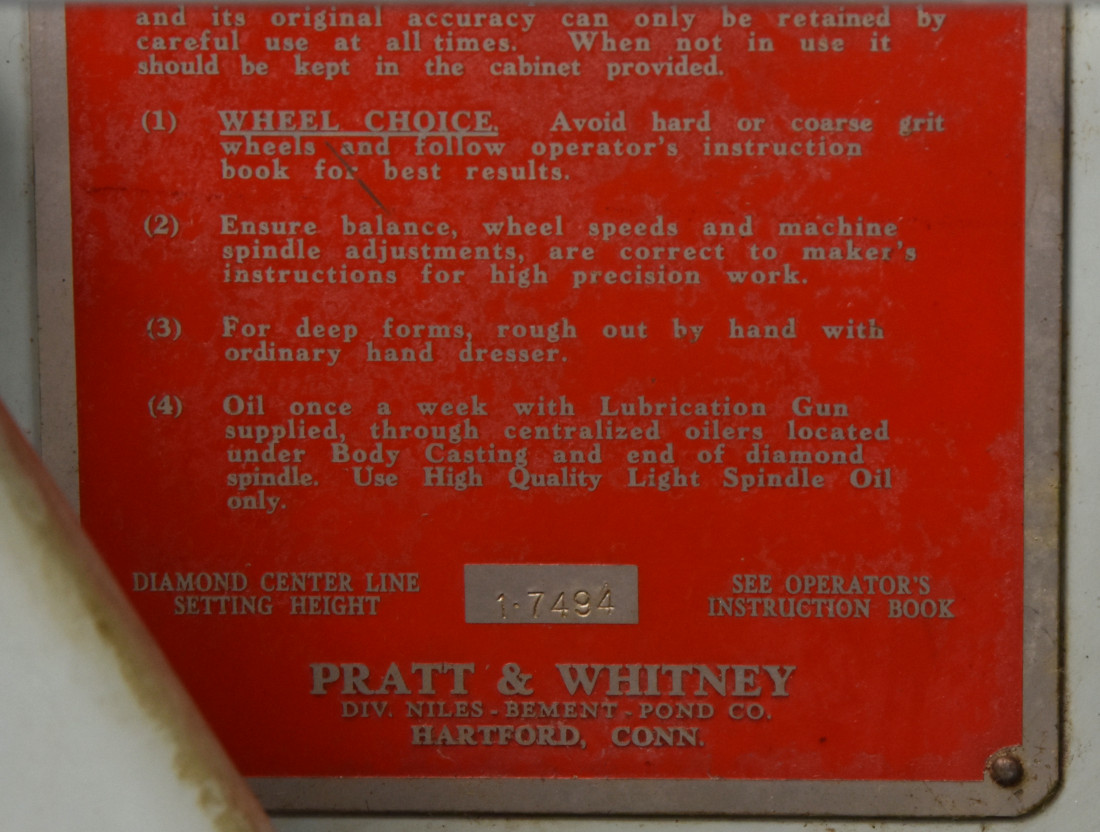 and its original accuracy can only be retained by
careful use at all times. When not in use it
should be kept in the cabinet provided.
(1) WHEEL CHOICE. Avoid hard or coarse grit
wheels and follow operator's instruction
book for best results.
(2) Ensure balance, wheel speeds and machine
spindle adjustments, are correct to maker's
instructions for high precision work.
(3) For deep forms, rough out by hand with
ordinary hand dresser.
(4) Oil once a week with Lubrication Gun
supplied, through centralized oilers located
under Body Casting and end of diamond
spindle. Use High Quality Light Spindle Oil
only.
DIAMOND CENTER LINE
SETTING HEIGHT
1.7494
SEE OPERATOR'S
INSTRUCTION BOOK
PRATT & WHITNEY
DIV. NILES-BEMENT-POND CO.
HARTFORD, CONN.